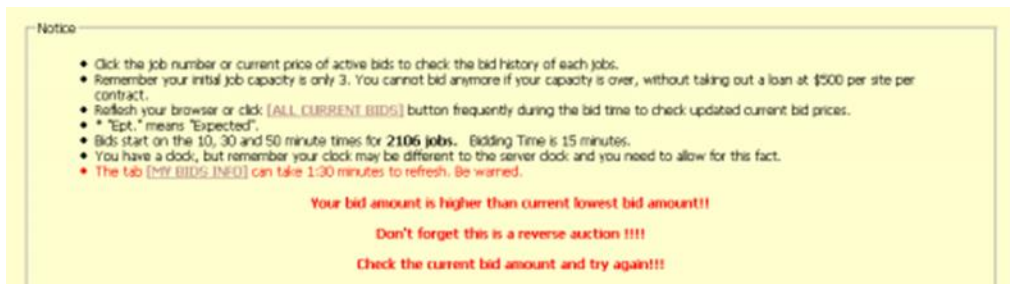 Notice
• Click the job number or current price of active bids to check the bid history of each jobs.
• Remember your initial job capacity is only 3. You cannot bid anymore if your capacity is over, without taking out a loan at $500 per site per
contract.
• Reflesh your browser or click [ALL CURRENT BIDS] button frequently during the bid time to check updated current bid prices.
• * "Ept." means "Expected".
• Bids start on the 10, 30 and 50 minute times for 2106 jobs. Bidding Time is 15 minutes.
• You have a clock, but remember your clock may be different to the server clock and you need to allow for this fact.
• The tab [MY BIDS INFO] can take 1:30 minutes to refresh. Be warned.
Your bid amount is higher than current lowest bid amount!!
Don't forget this is a reverse auction !!!!
Check the current bid amount and try again!!!